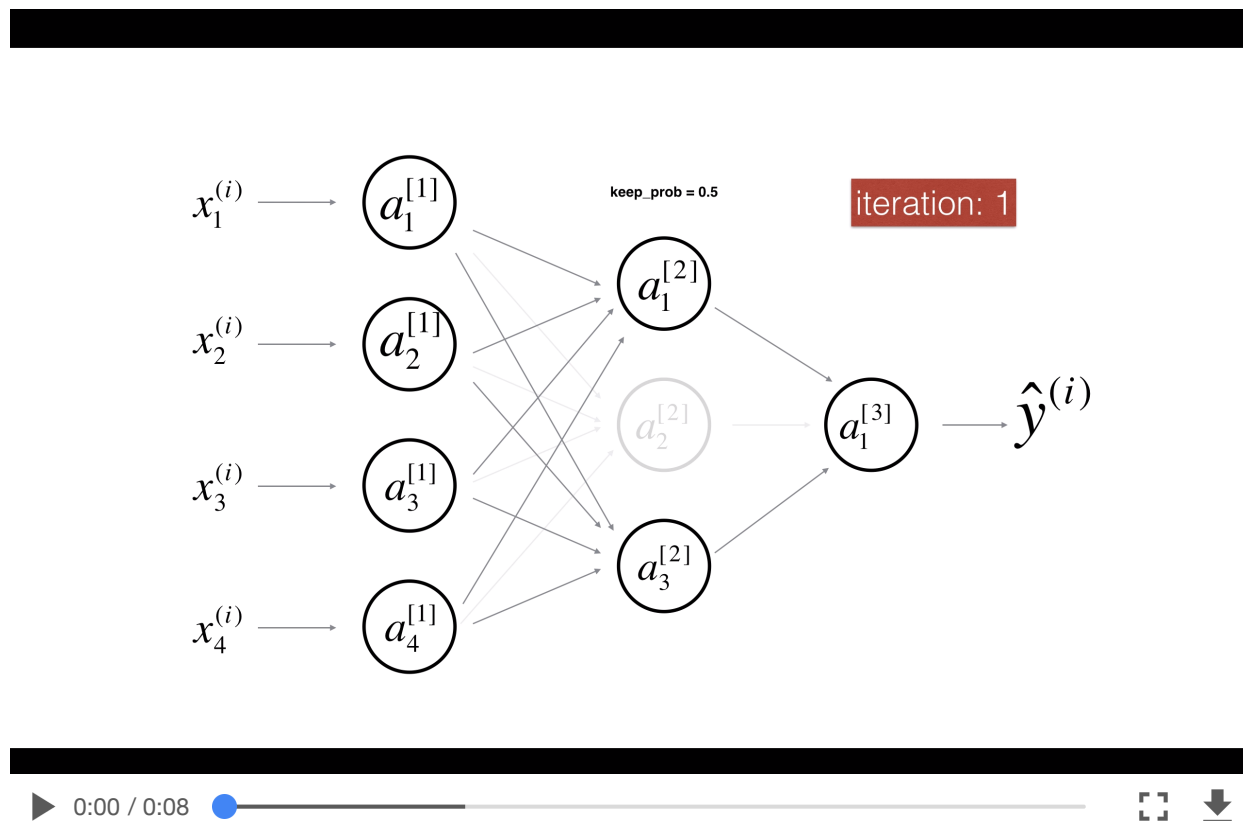 keep_prob = 0.5
iteration: 1
x_1^{(i)}
a_1^{[1]}
a_1^{[2]}
x_2^{(i)}
a_2^{[1]}
a_2^{[2]}
a_1^{[3]}
ŷ^{(i)}
x_3^{(i)}
a_3^{[1]}
a_3^{[2]}
x_4^{(i)}
a_4^{[1]}
0:00 / 0:08